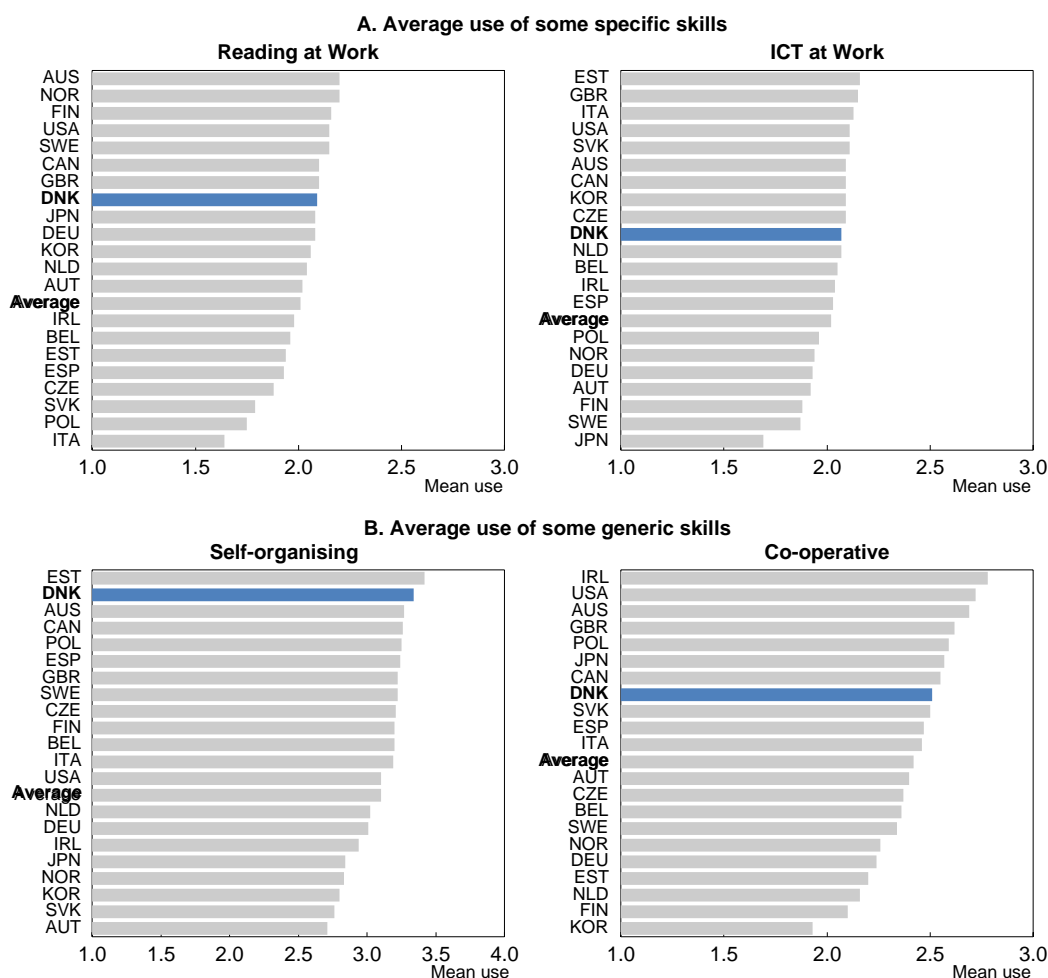 A. Average use of some specific skills
Reading at Work
AUS
NOR
FIN
USA
SWE
CAN
GBR
DNK
JPN
DEU
KOR
NLD
AUT
Average
IRL
BEL
EST
ESP
CZE
SVK
POL
ITA
1.0 1.5 2.0 2.5 3.0
Mean use
ICT at Work
EST
GBR
ITA
USA
SVK
AUS
CAN
KOR
CZE
DNK
NLD
BEL
IRL
ESP
Average
POL
NOR
DEU
AUT
FIN
SWE
JPN
1.0 1.5 2.0 2.5 3.0
Mean use
B. Average use of some generic skills
Self-organising
EST
DNK
AUS
CAN
POL
ESP
GBR
SWE
CZE
FIN
BEL
ITA
USA
Average
NLD
DEU
IRL
JPN
NOR
KOR
SVK
AUT
1.0 1.5 2.0 2.5 3.0 3.5 4.0
Mean use
Co-operative
IRL
USA
AUS
GBR
POL
JPN
CAN
DNK
SVK
ESP
ITA
Average
AUT
CZE
BEL
SWE
NOR
DEU
EST
NLD
FIN
KOR
1.0 1.5 2.0 2.5 3.0
Mean use